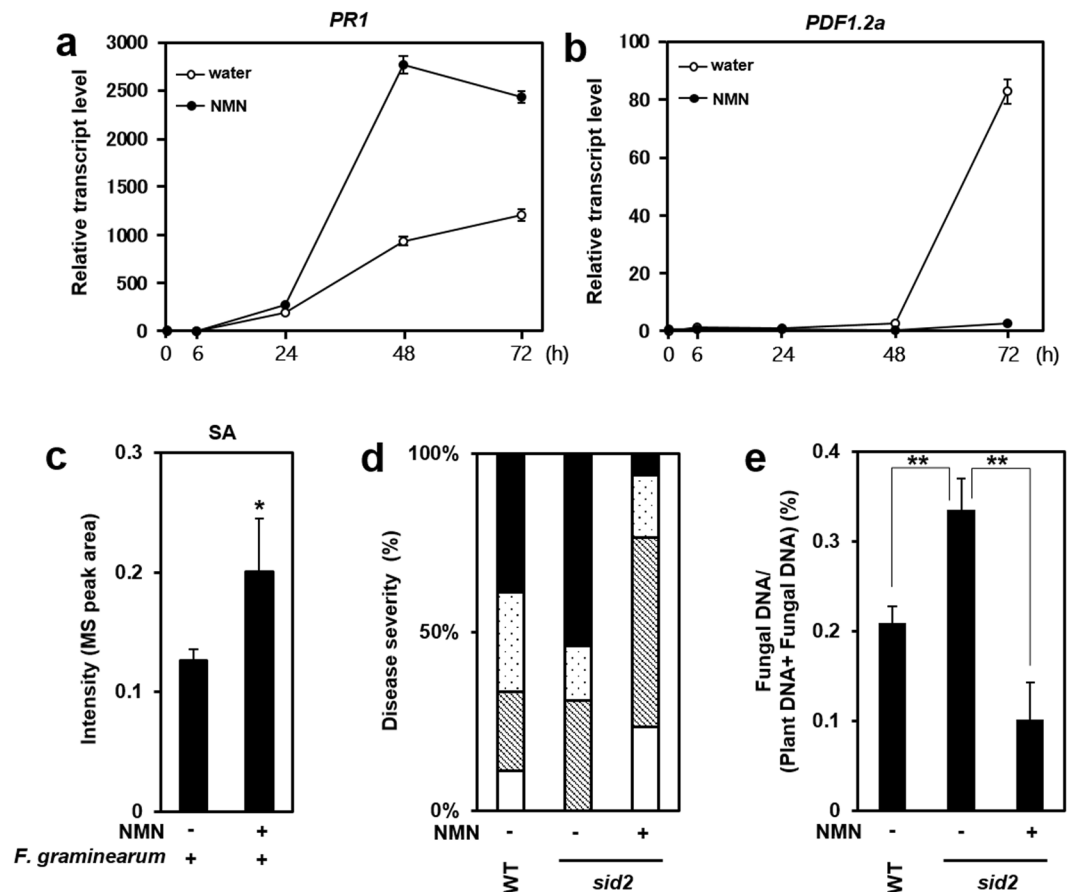 a
PR1
Relative transcript level
3000
2500
2000
1500
1000
500
0
water
NMN
0 6 24 48 72 (h)
b
PDF1.2a
Relative transcript level
100
80
60
40
20
0
water
NMN
0 6 24 48 72 (h)
c
SA
Intensity (MS peak area)
0.3
0.2
0.1
0
*
NMN - +
F. graminearum + +
d
Disease severity (%)
100%
50%
0%
NMN - - +
WT sid2
e
Fungal DNA/
(Plant DNA+ Fungal DNA) (%)
0.4
0.3
0.2
0.1
0
** **
NMN - - +
WT sid2